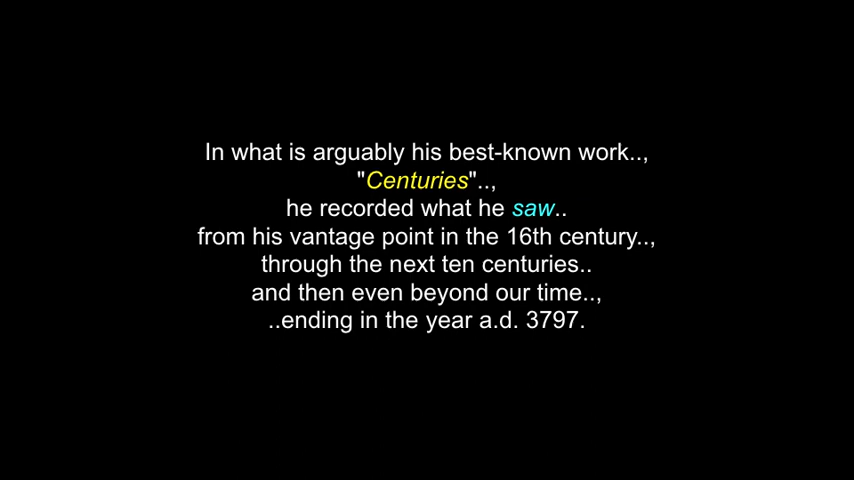 In what is arguably his best-known work..,
"Centuries"..,
he recorded what he saw..
from his vantage point in the 16th century..,
through the next ten centuries..
and then even beyond our time..,
..ending in the year a.d. 3797.